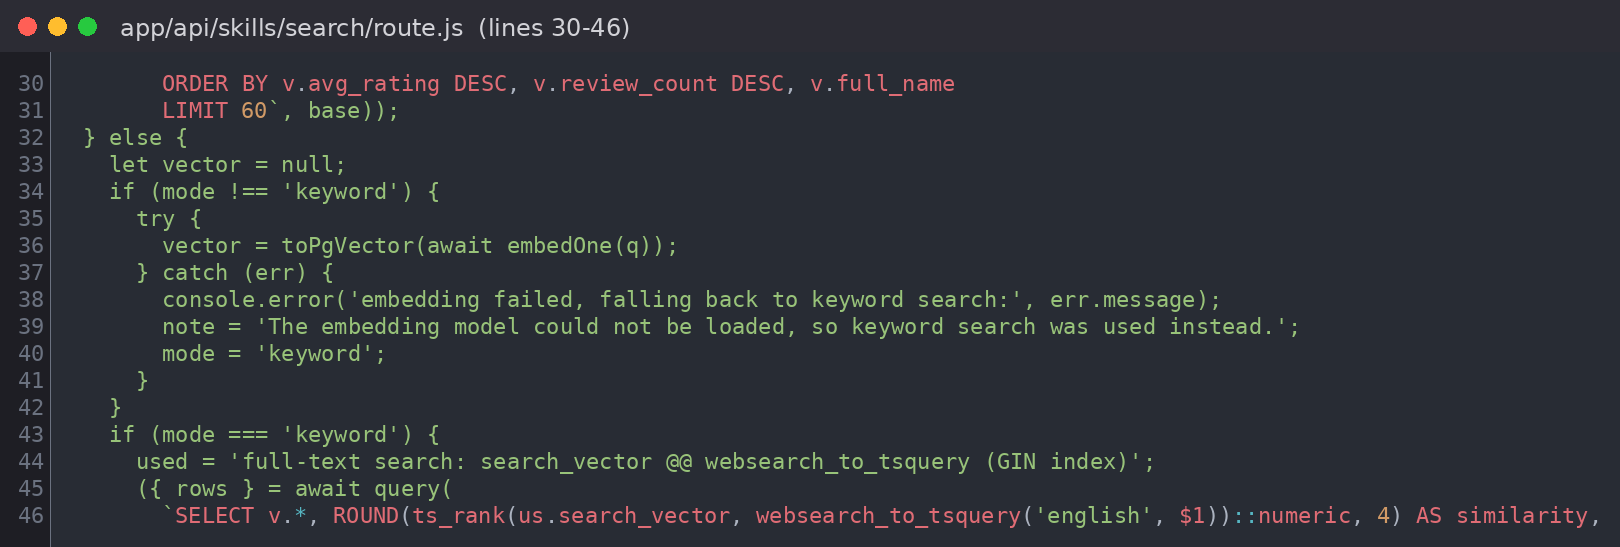 app/api/skills/search/route.js (lines 30-46)
30 ORDER BY v.avg_rating DESC, v.review_count DESC, v.full_name
31 LIMIT 60`, base));
32 } else {
33 let vector = null;
34 if (mode !== 'keyword') {
35 try {
36 vector = toPgVector(await embedOne(q));
37 } catch (err) {
38 console.error('embedding failed, falling back to keyword search:', err.message);
39 note = 'The embedding model could not be loaded, so keyword search was used instead.';
40 mode = 'keyword';
41 }
42 }
43 if (mode === 'keyword') {
44 used = 'full-text search: search_vector @@ websearch_to_tsquery (GIN index)';
45 ({ rows } = await query(
46 `SELECT v.*, ROUND(ts_rank(us.search_vector, websearch_to_tsquery('english', $1))::numeric, 4) AS similarity,